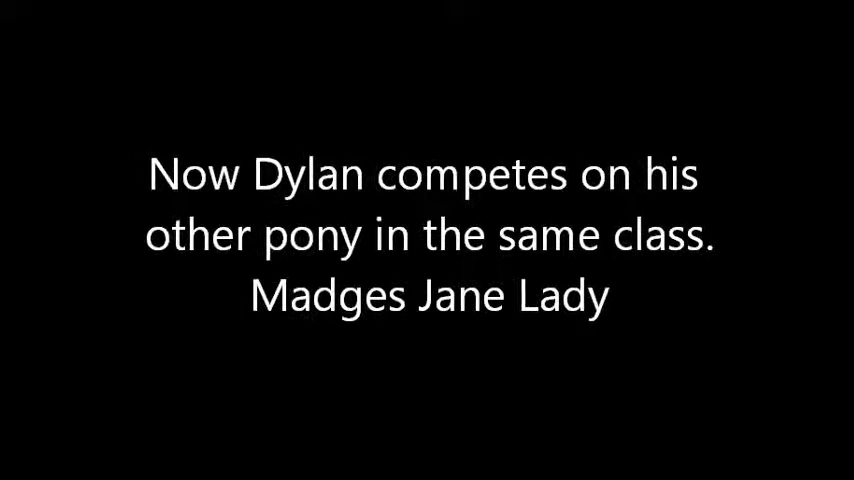 Now Dylan competes on his
other pony in the same class.
Madges Jane Lady